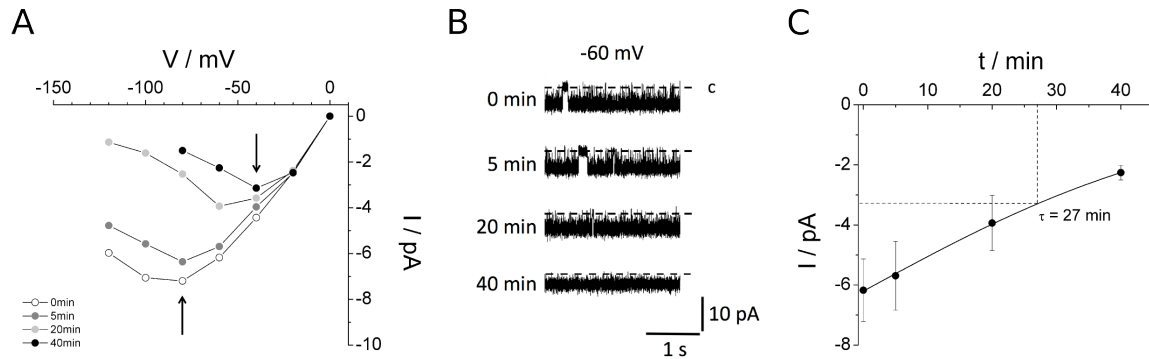 A
V / mV
-150
-100
-50
0
0
-2
-4
-6
-8
-10
I / pA
0min
5min
20min
40min
B
-60 mV
0 min
c
5 min
20 min
40 min
10 pA
1 s
C
t / min
0
10
20
30
40
0
-2
-4
-6
-8
I / pA
τ = 27 min